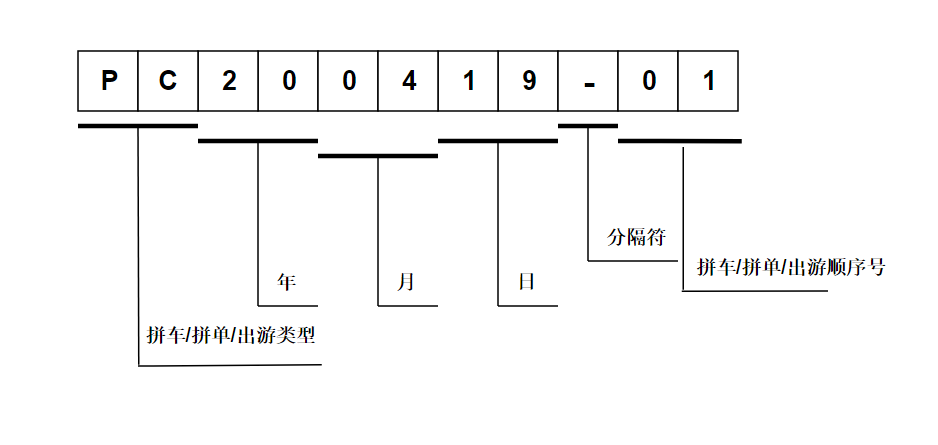 PC200419-01
分隔符
拼车/拼单/出游顺序号
年
月
日
拼车/拼单/出游类型